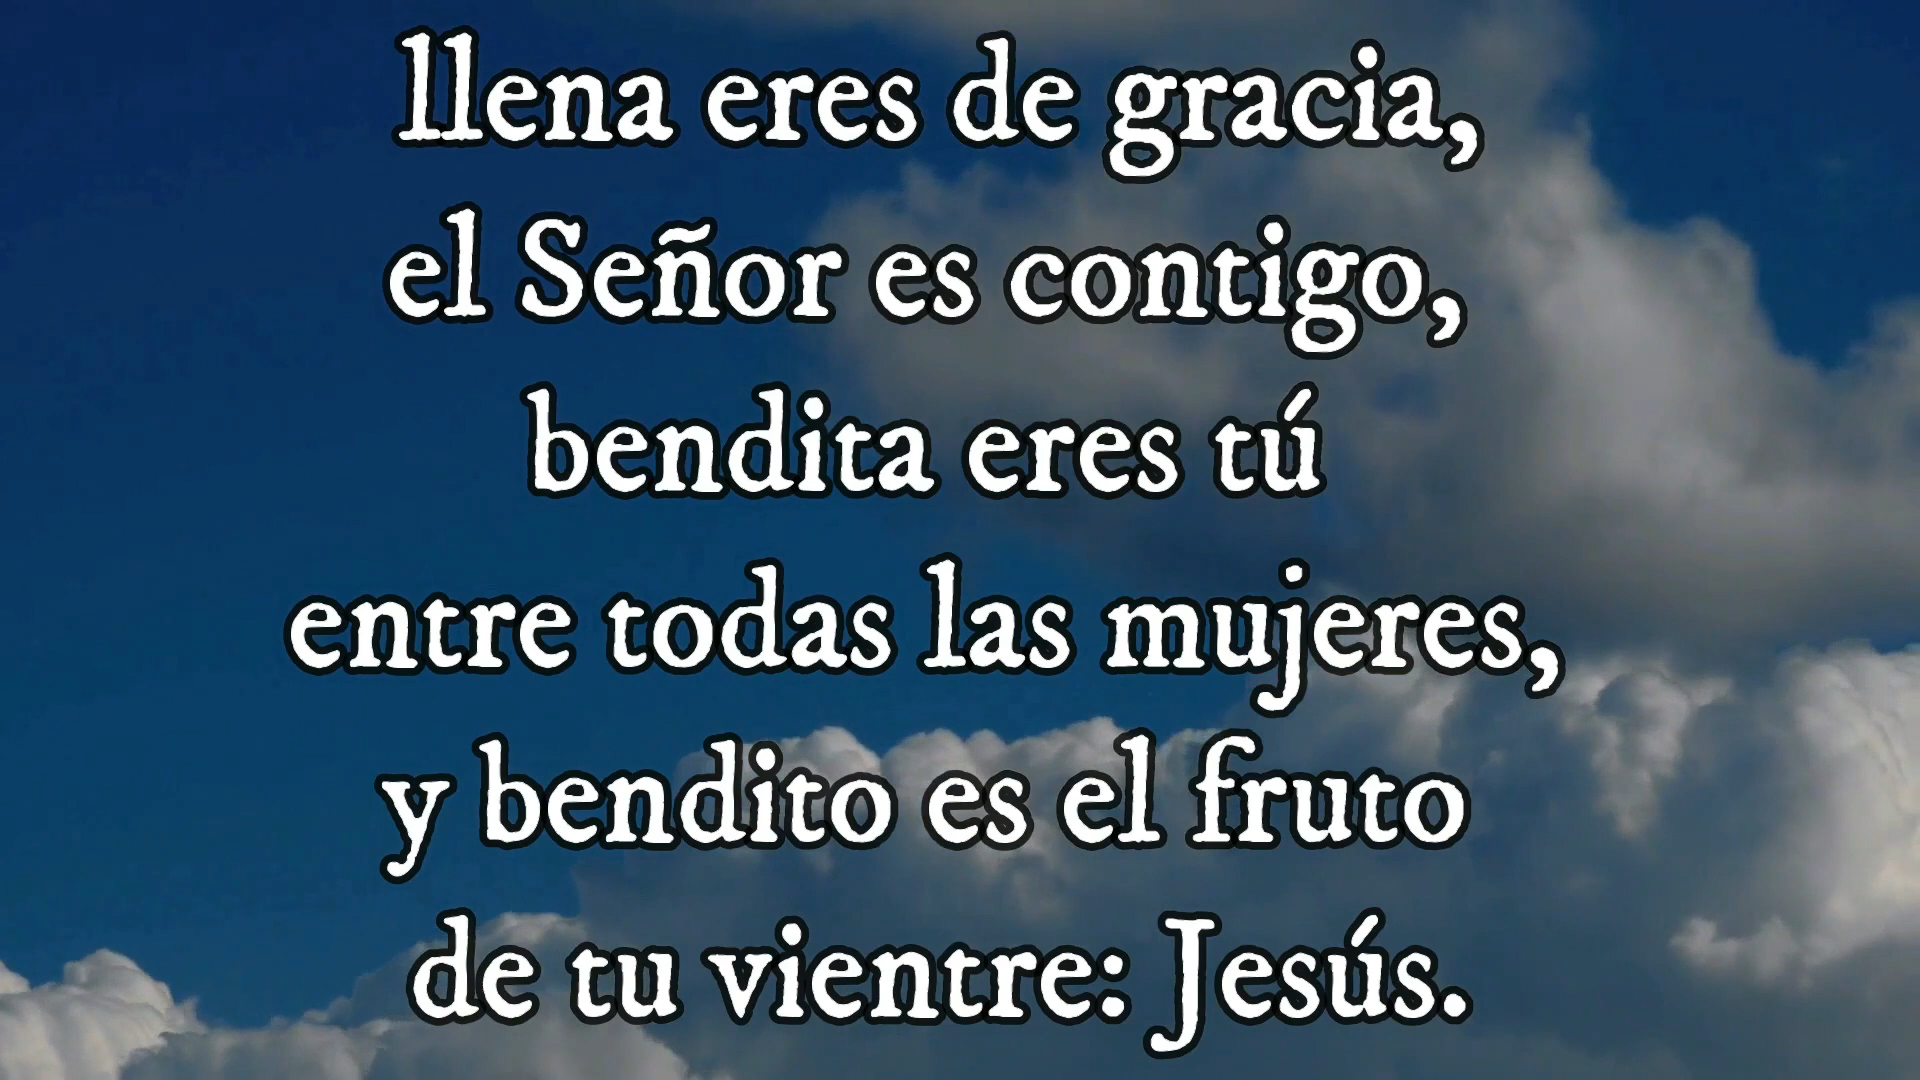 llena eres de gracia,
el Señor es contigo,
bendita eres tú
entre todas las mujeres,
y bendito es el fruto
de tu vientre: Jesús.